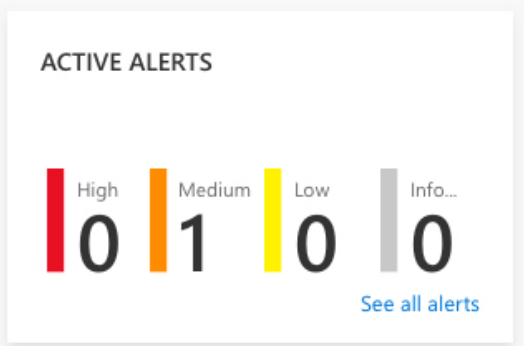 ACTIVE ALERTS
High Medium Low Info...
0 1 0 0
See all alerts